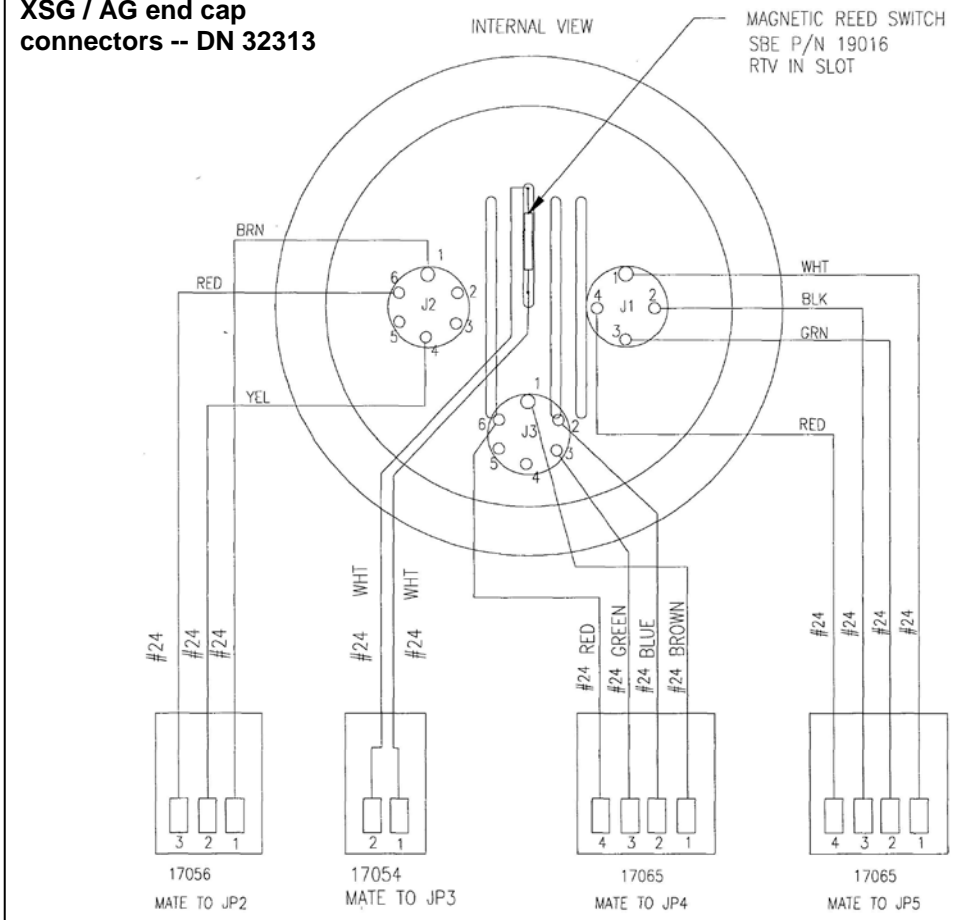 XSG / AG end cap
connectors -- DN 32313
INTERNAL VIEW
MAGNETIC REED SWITCH
SBE P/N 19016
RTV IN SLOT
BRN
RED
YEL
1
6
2
J2
5
3
4
WHT
BLK
GRN
RED
1
4
2
J1
3
1
6
2
J3
5
3
4
#24
#24
#24
#24
WHT
WHT
#24
#24 RED
#24 GREEN
#24 BLUE
#24 BROWN
#24
#24
#24
#24
3 2 1
2 1
4 3 2 1
4 3 2 1
17056
MATE TO JP2
17054
MATE TO JP3
17065
MATE TO JP4
17065
MATE TO JP5